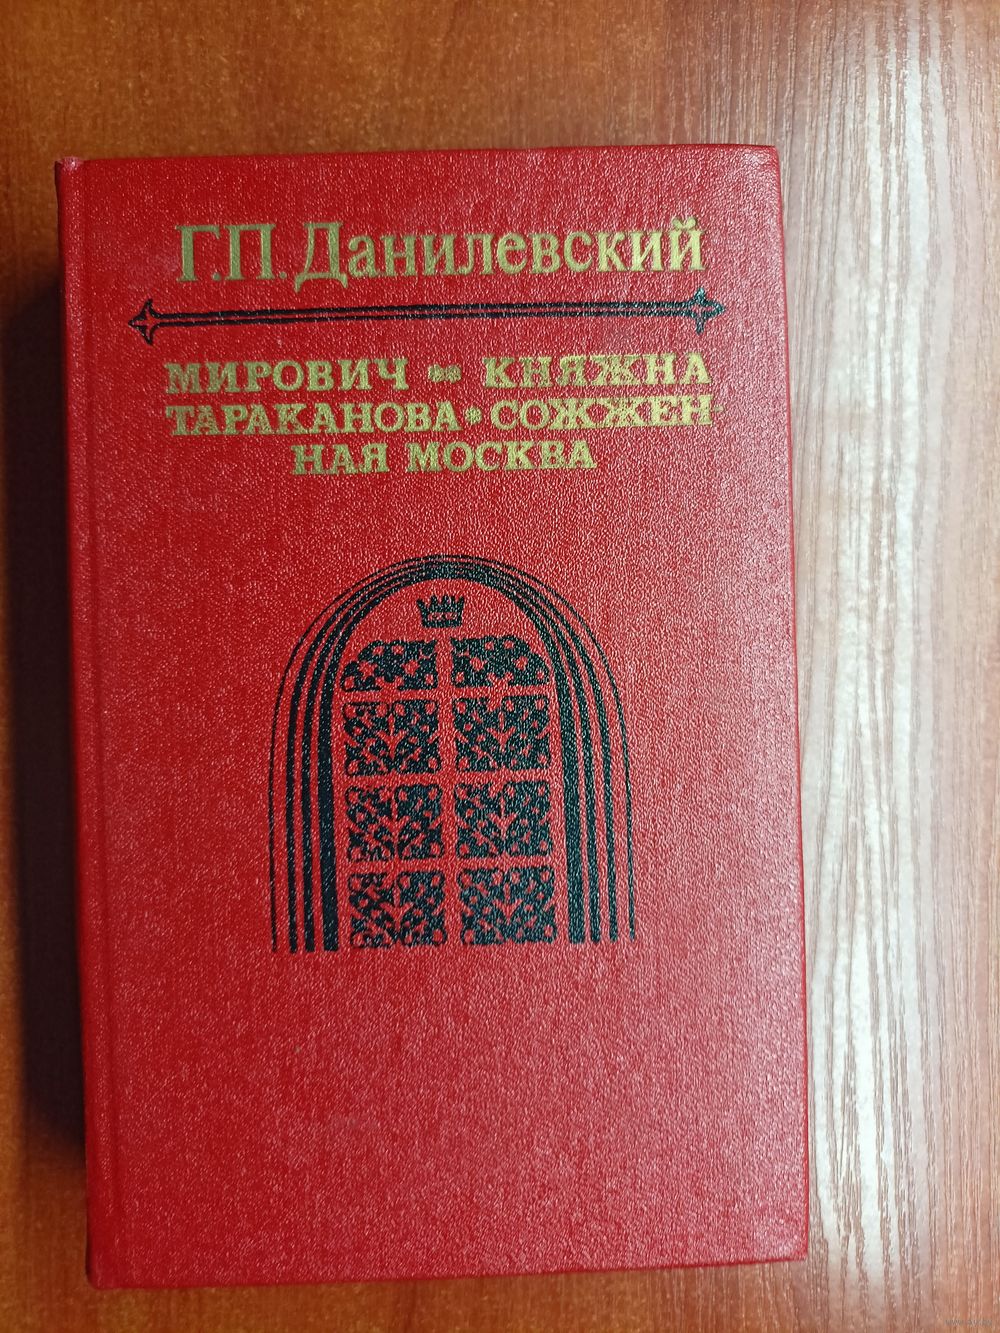 Г.П. Данилевский
МИРОВИЧ • КНЯЖНА
ТАРАКАНОВА • СОЖЖЕН-
НАЯ МОСКВА